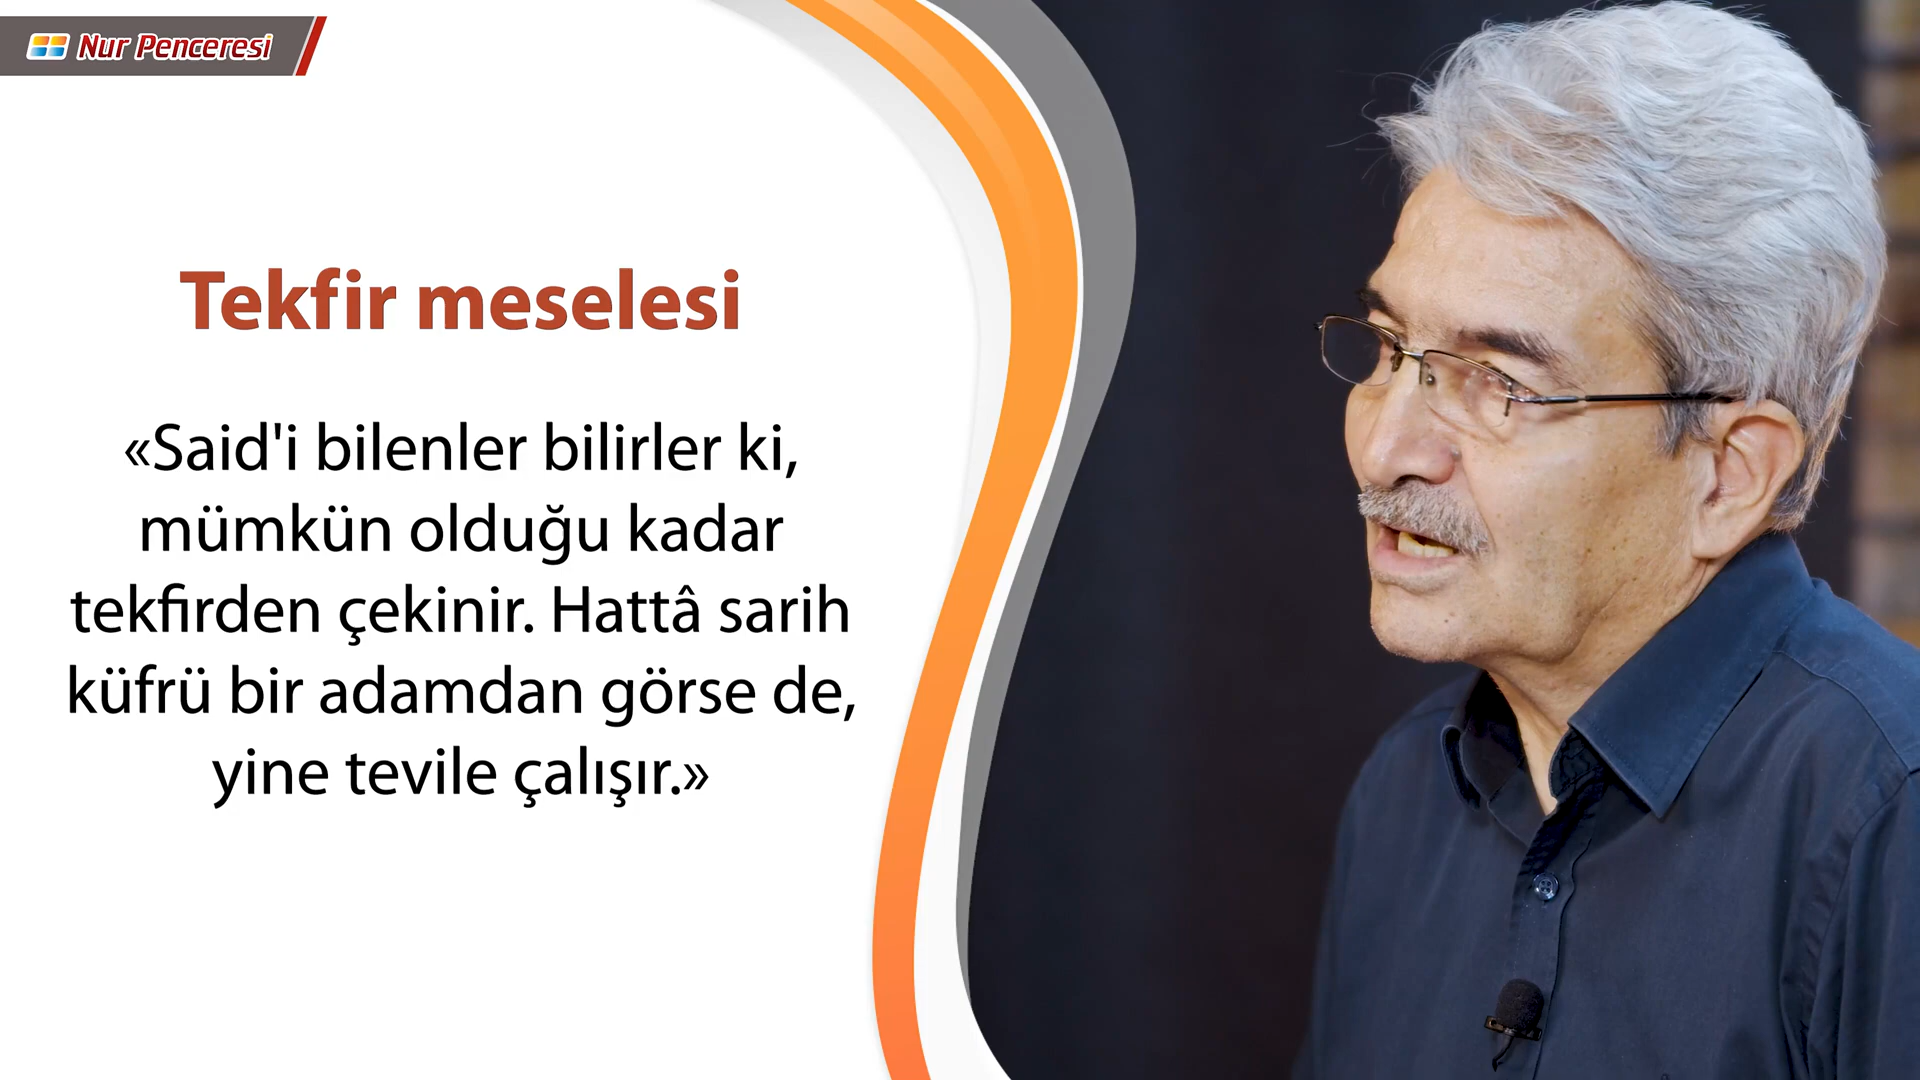 Nur Penceresi
Tekfir meselesi
«Said'i bilenler bilirler ki,
mümkün olduğu kadar
tekfirden çekinir. Hattâ sarih
küfrü bir adamdan görse de,
yine tevile çalışır.»